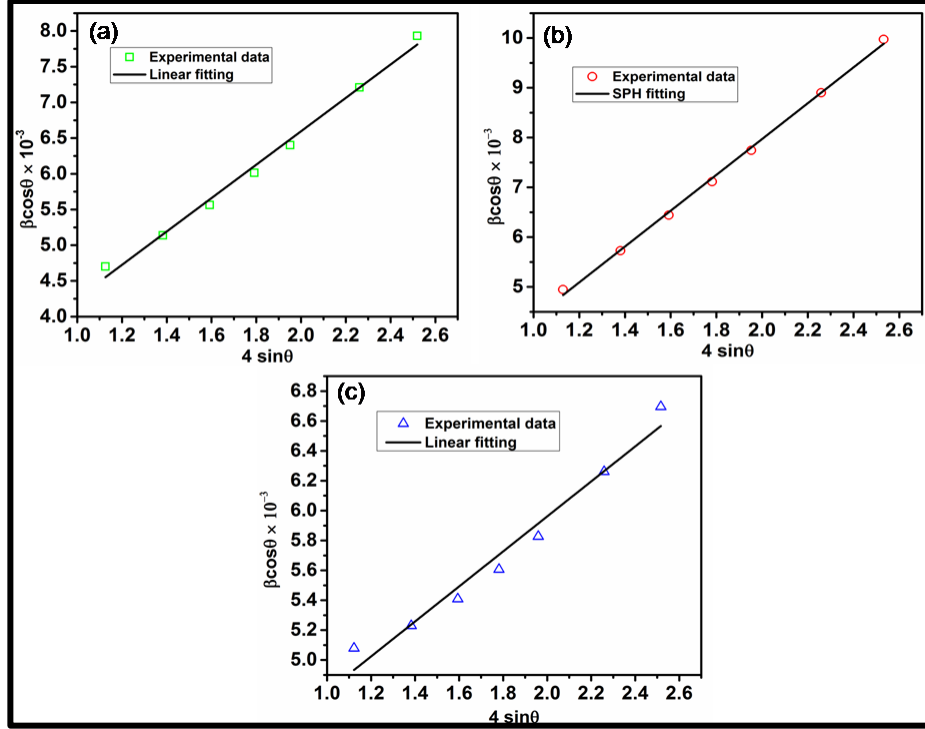 (a)
Experimental data
Linear fitting
βcosθ × 10⁻³
8.0
7.5
7.0
6.5
6.0
5.5
5.0
4.5
4.0
1.0 1.2 1.4 1.6 1.8 2.0 2.2 2.4 2.6
4 sinθ
(b)
Experimental data
SPH fitting
βcosθ × 10⁻³
10
9
8
7
6
5
1.0 1.2 1.4 1.6 1.8 2.0 2.2 2.4 2.6
4 sinθ
(c)
Experimental data
Linear fitting
βcosθ × 10⁻³
6.8
6.6
6.4
6.2
6.0
5.8
5.6
5.4
5.2
5.0
1.0 1.2 1.4 1.6 1.8 2.0 2.2 2.4 2.6
4 sinθ